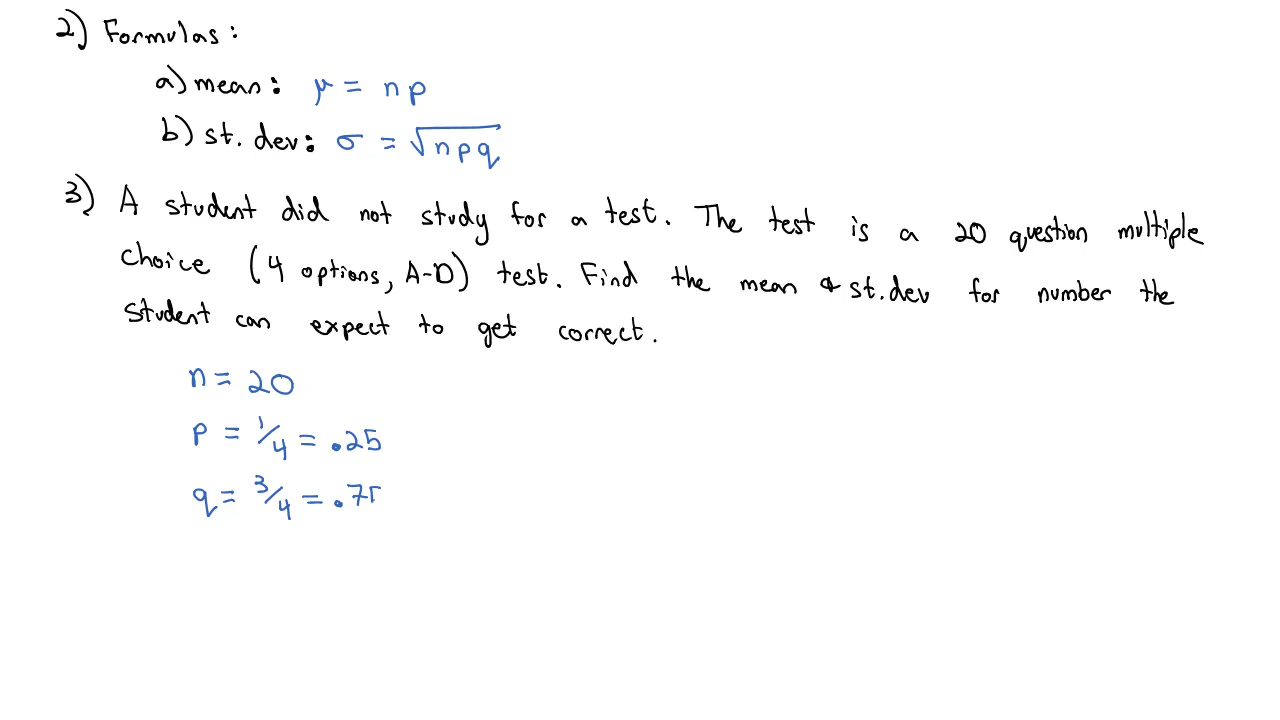 2) Formulas:
a) mean: μ = np
b) st. dev: σ = √npq
3) A student did not study for a test. The test is a 20 question multiple
choice (4 options, A-D) test. Find the mean & st.dev for number the
student can expect to get correct.
n = 20
p = 1/4 = .25
q = 3/4 = .7